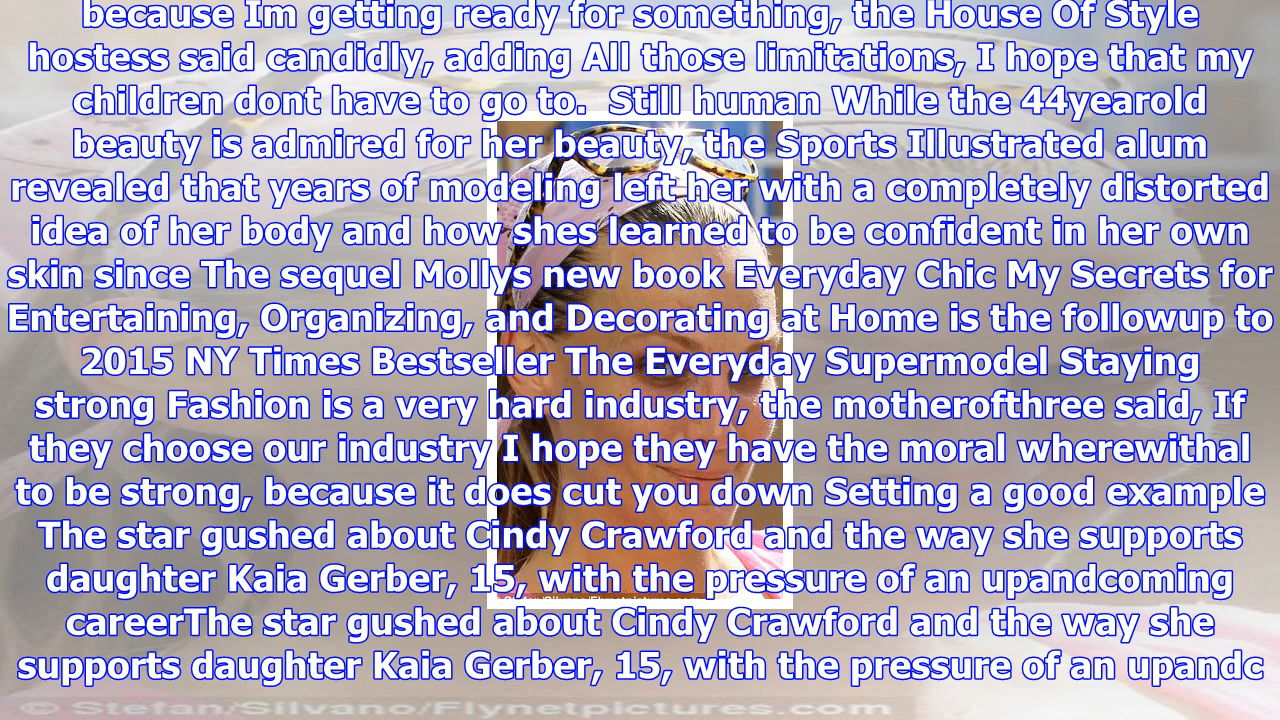 because Im getting ready for something, the House Of Style
hostess said candidly, adding All those limitations, I hope that my
children dont have to go to.  Still human While the 44yearold
beauty is admired for her beauty, the Sports Illustrated alum
revealed that years of modeling left her with a completely distorted
idea of her body and how shes learned to be confident in her own
skin since The sequel Mollys new book Everyday Chic My Secrets for
Entertaining, Organizing, and Decorating at Home is the followup to
2015 NY Times Bestseller The Everyday Supermodel Staying
strong Fashion is a very hard industry, the motherofthree said, If
they choose our industry I hope they have the moral wherewithal
to be strong, because it does cut you down Setting a good example
The star gushed about Cindy Crawford and the way she supports
daughter Kaia Gerber, 15, with the pressure of an upandcoming
careerThe star gushed about Cindy Crawford and the way she
supports daughter Kaia Gerber, 15, with the pressure of an upandc
© Stefan/Silvano/Flynetpictures.com